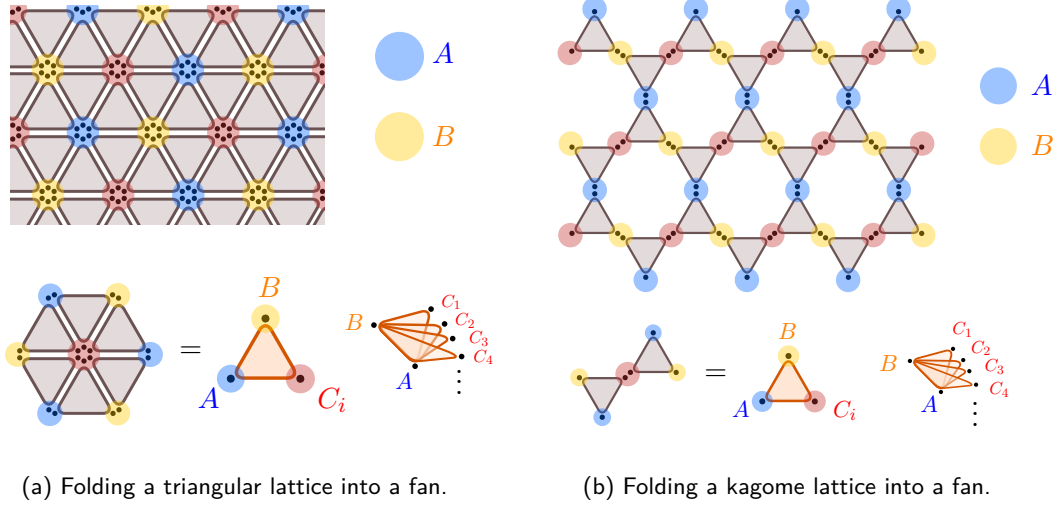 A
B
B
=
A
C_i
B
C_1
C_2
C_3
C_4
A
(a) Folding a triangular lattice into a fan.
A
B
B
=
A
C_i
B
C_1
C_2
C_3
C_4
A
(b) Folding a kagome lattice into a fan.